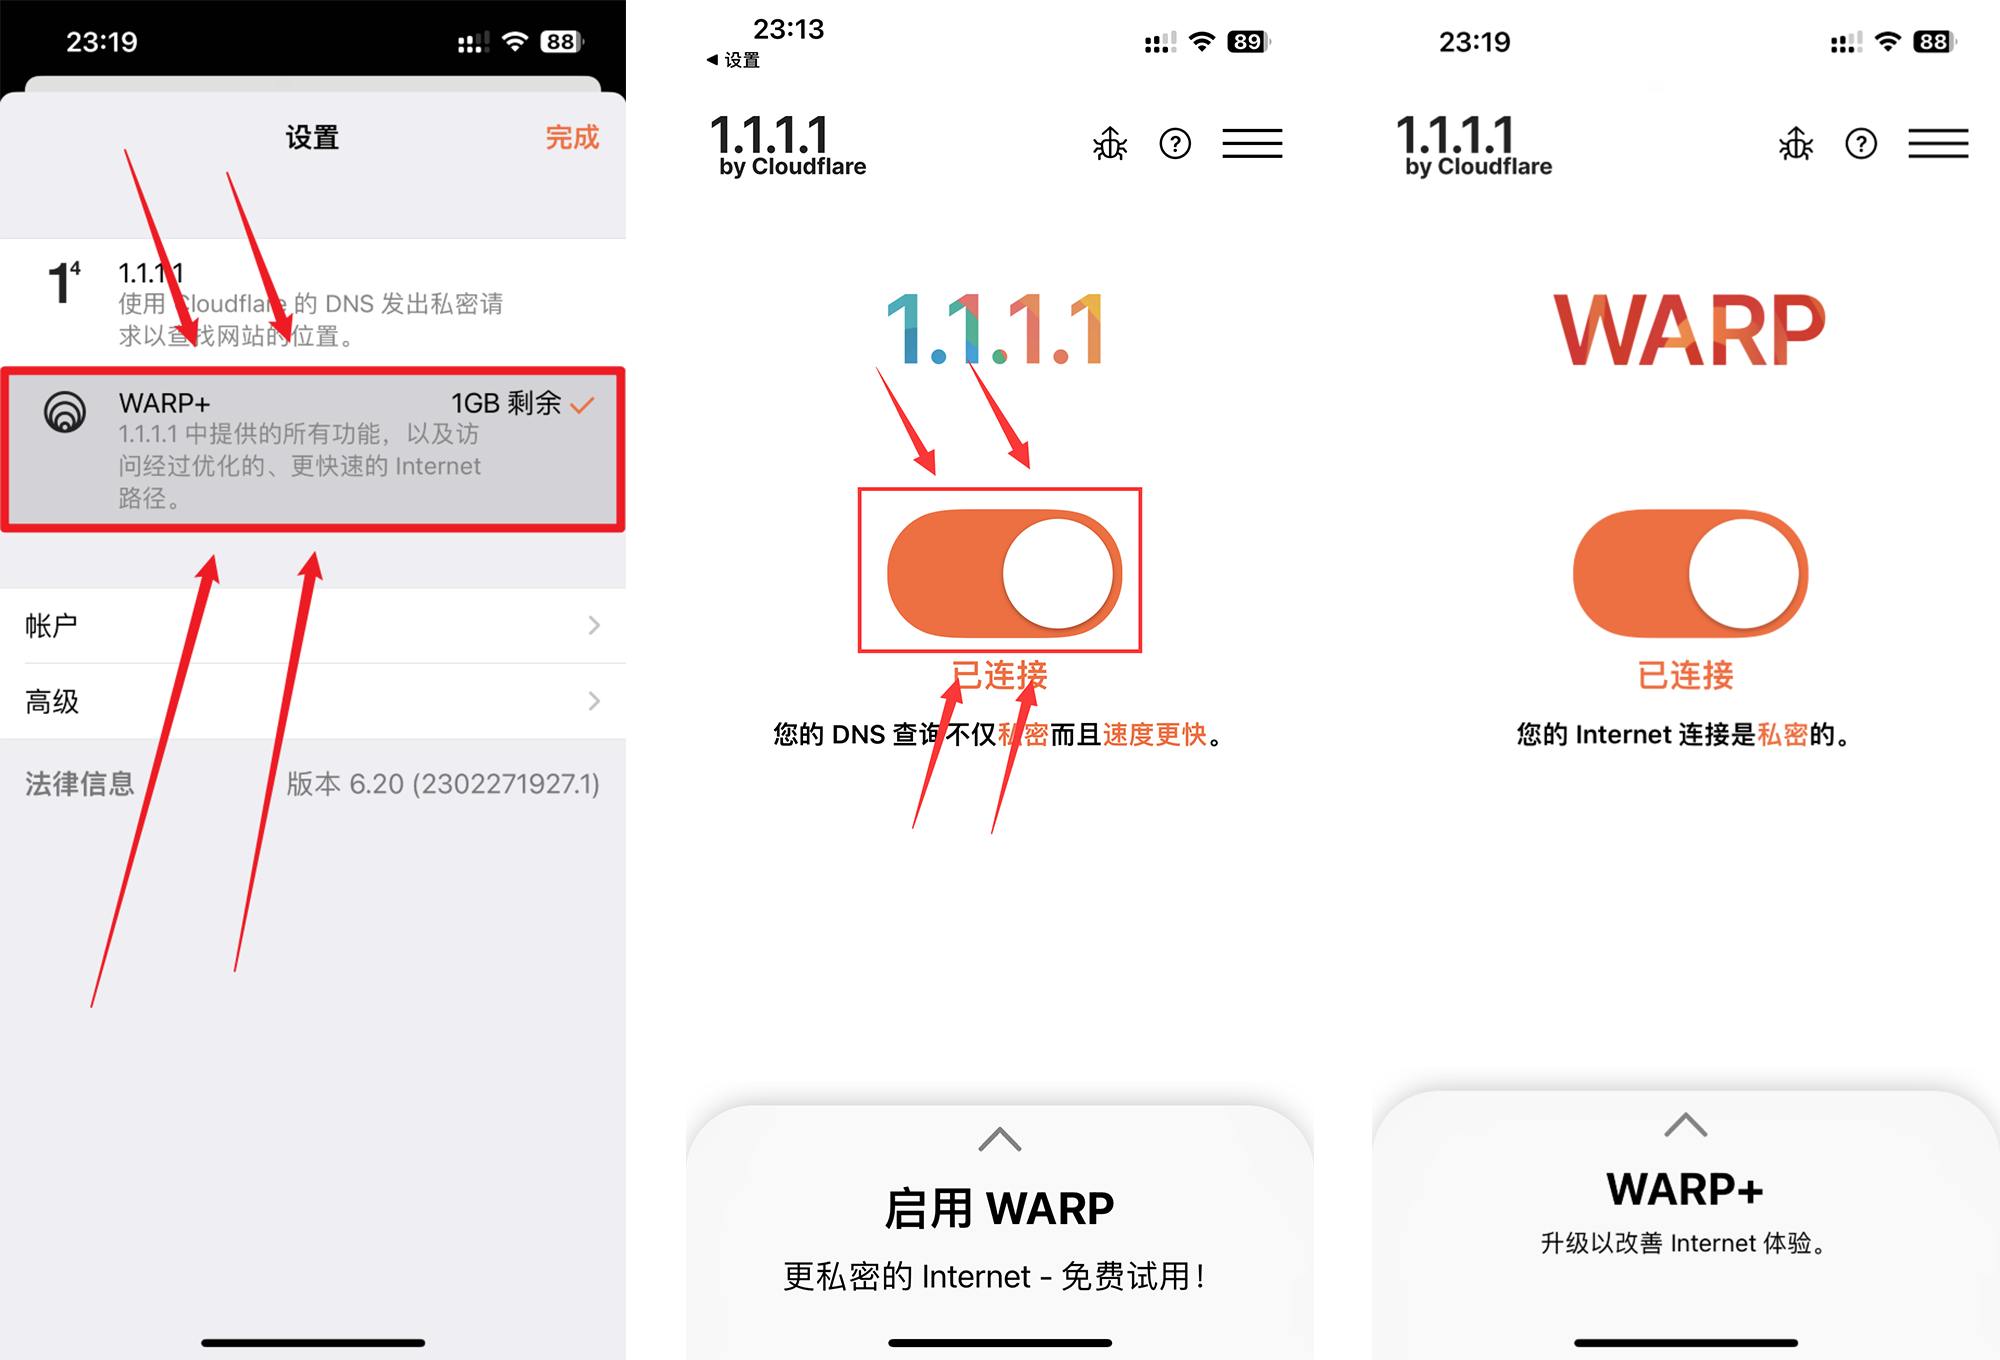 23:19
88
设置
完成
1⁴
1.1.1.1
使用 Cloudflare 的 DNS 发出私密请
求以查找网站的位置。
WARP+
1GB 剩余
1.1.1.1 中提供的所有功能，以及访
问经过优化的、更快速的 Internet
路径。
帐户
高级
法律信息
版本 6.20 (2302271927.1)
23:13
89
◀ 设置
1.1.1.1
by Cloudflare
?
1.1.1.1
已连接
您的 DNS 查询不仅私密而且速度更快。
启用 WARP
更私密的 Internet - 免费试用！
23:19
88
1.1.1.1
by Cloudflare
?
WARP
已连接
您的 Internet 连接是私密的。
WARP+
升级以改善 Internet 体验。